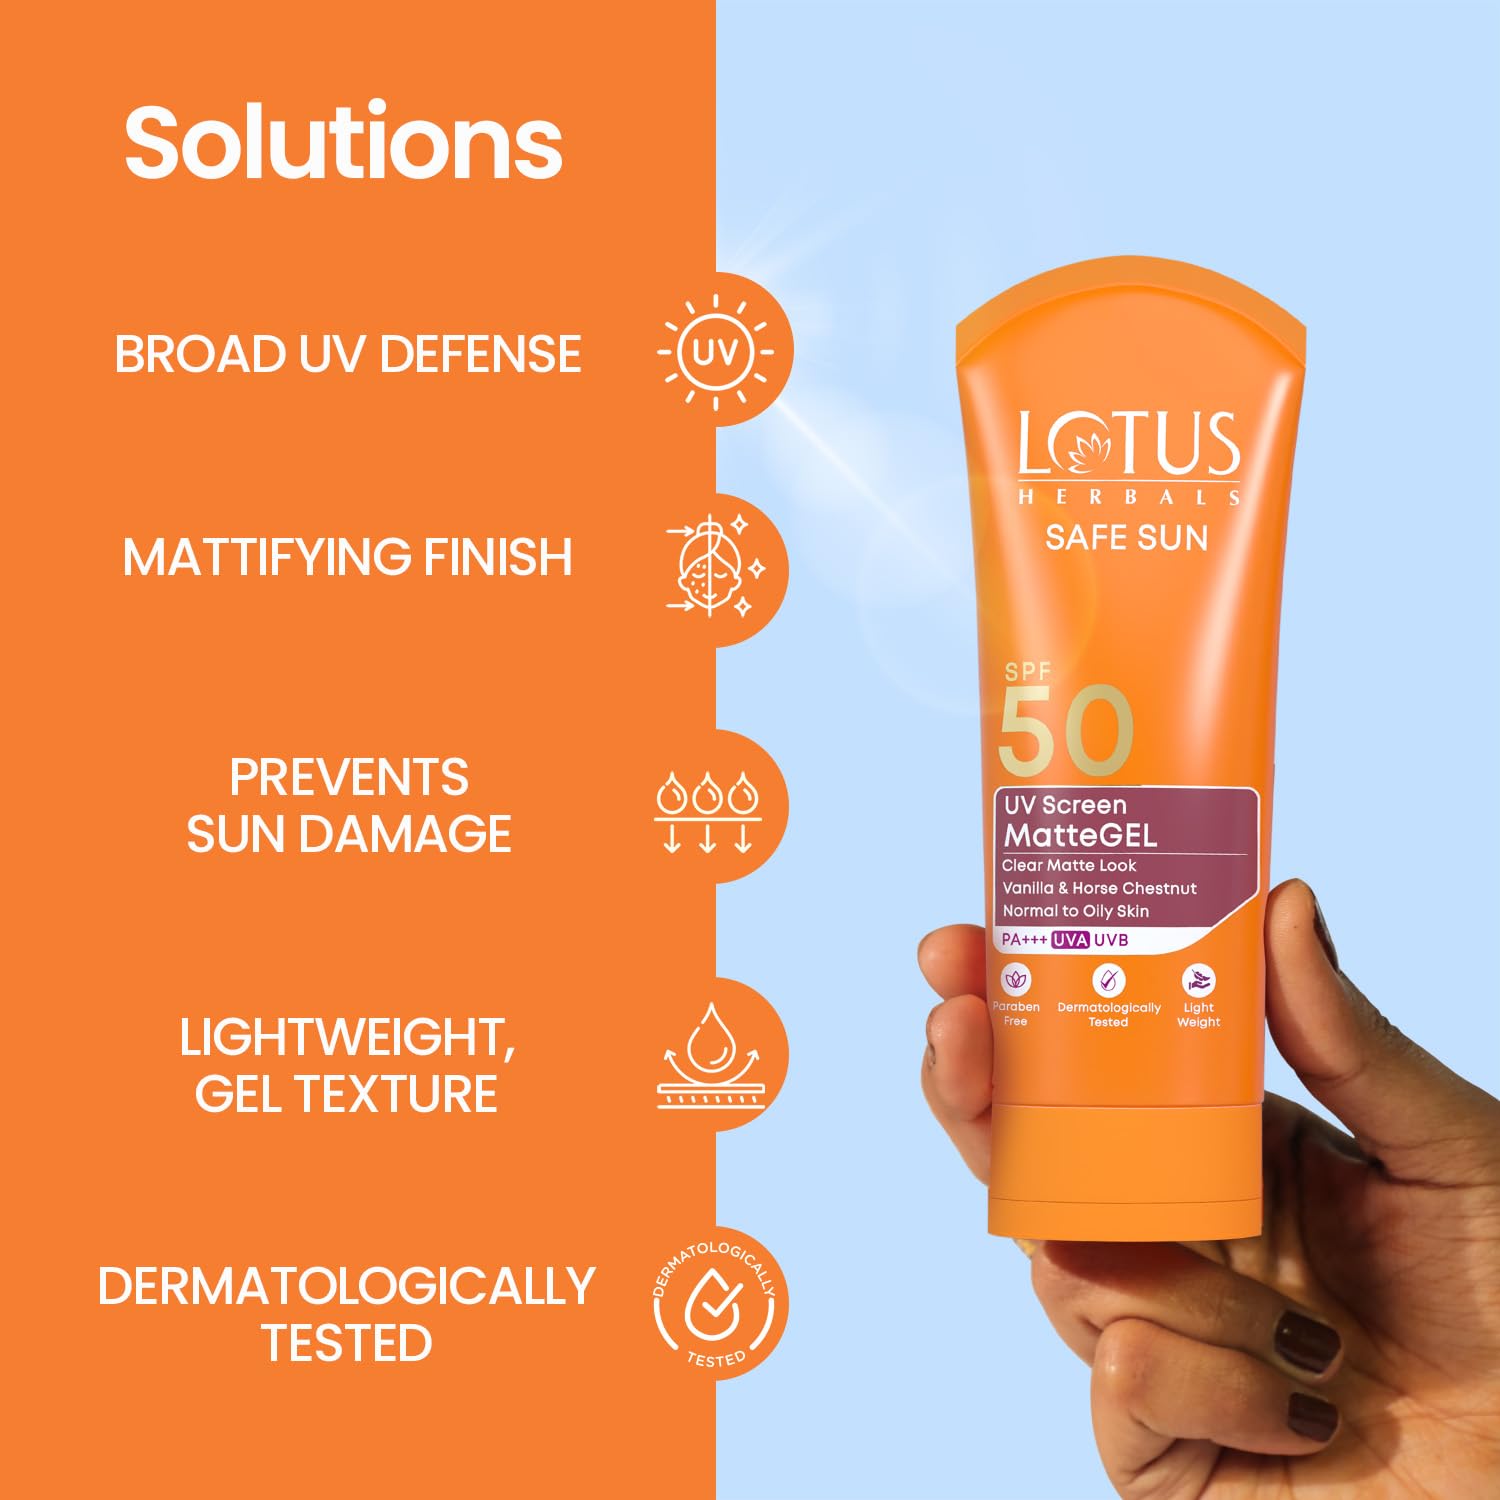 Solutions
BROAD UV DEFENSE
UV
MATTIFYING FINISH
PREVENTS
SUN DAMAGE
LIGHTWEIGHT,
GEL TEXTURE
DERMATOLOGICALLY
TESTED
DERMATOLOGICALLY
TESTED
LOTUS
HERBALS
SAFE SUN
SPF
50
UV Screen
MatteGEL
Clear Matte Look
Vanilla & Horse Chestnut
Normal to Oily Skin
PA+++ UVA UVB
Paraben
Free
Dermatologically
Tested
Light
Weight